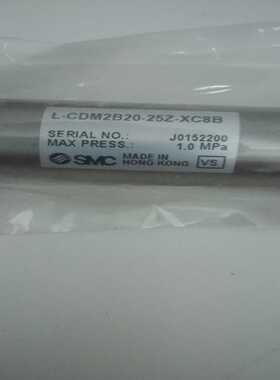 L-CDM2B20-25Z-XC8B
SERIAL NO.: J0152200
MAX PRESS.: 1.0 MPa
SMC MADE IN HONG KONG VS.